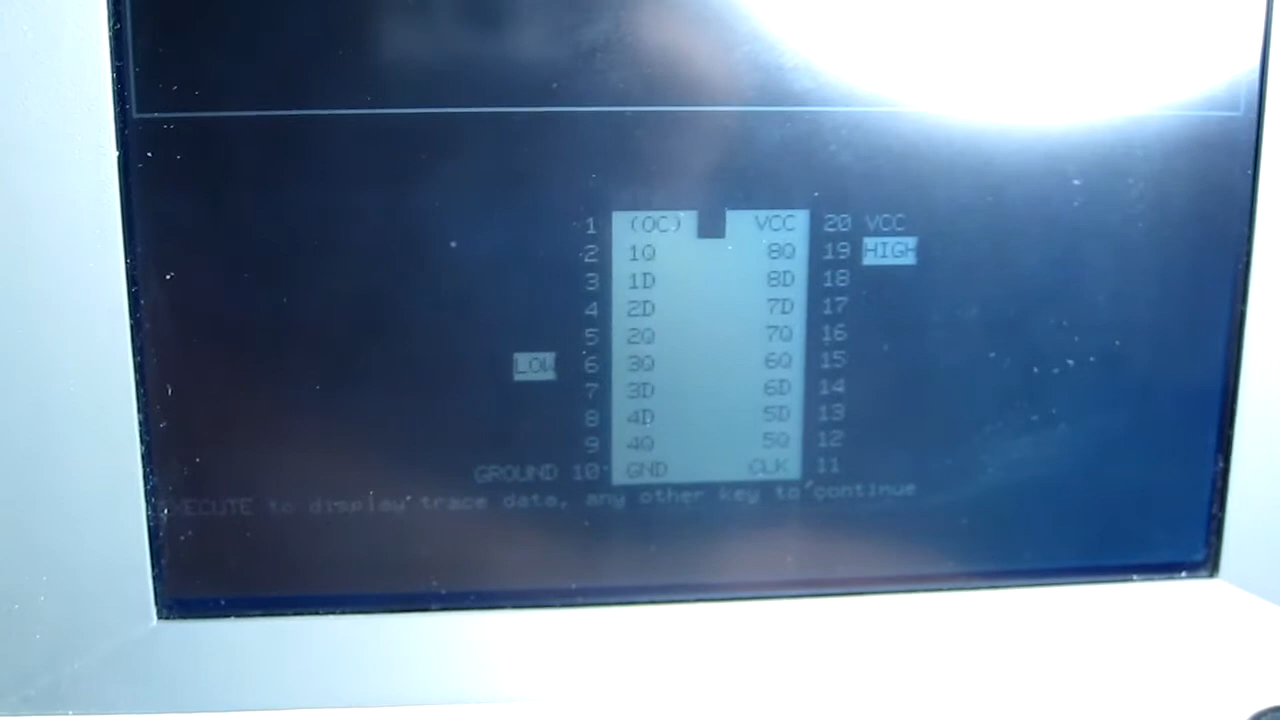 1 (OC) VCC 20 VCC
2 1Q 8Q 19 HIGH
3 1D 8D 18
4 2D 7D 17
5 2Q 7Q 16
LOW 6 3Q 6Q 15
7 3D 6D 14
8 4D 5D 13
9 4Q 5Q 12
GROUND 10 GND CLK 11
EXECUTE to display trace data, any other key to continue